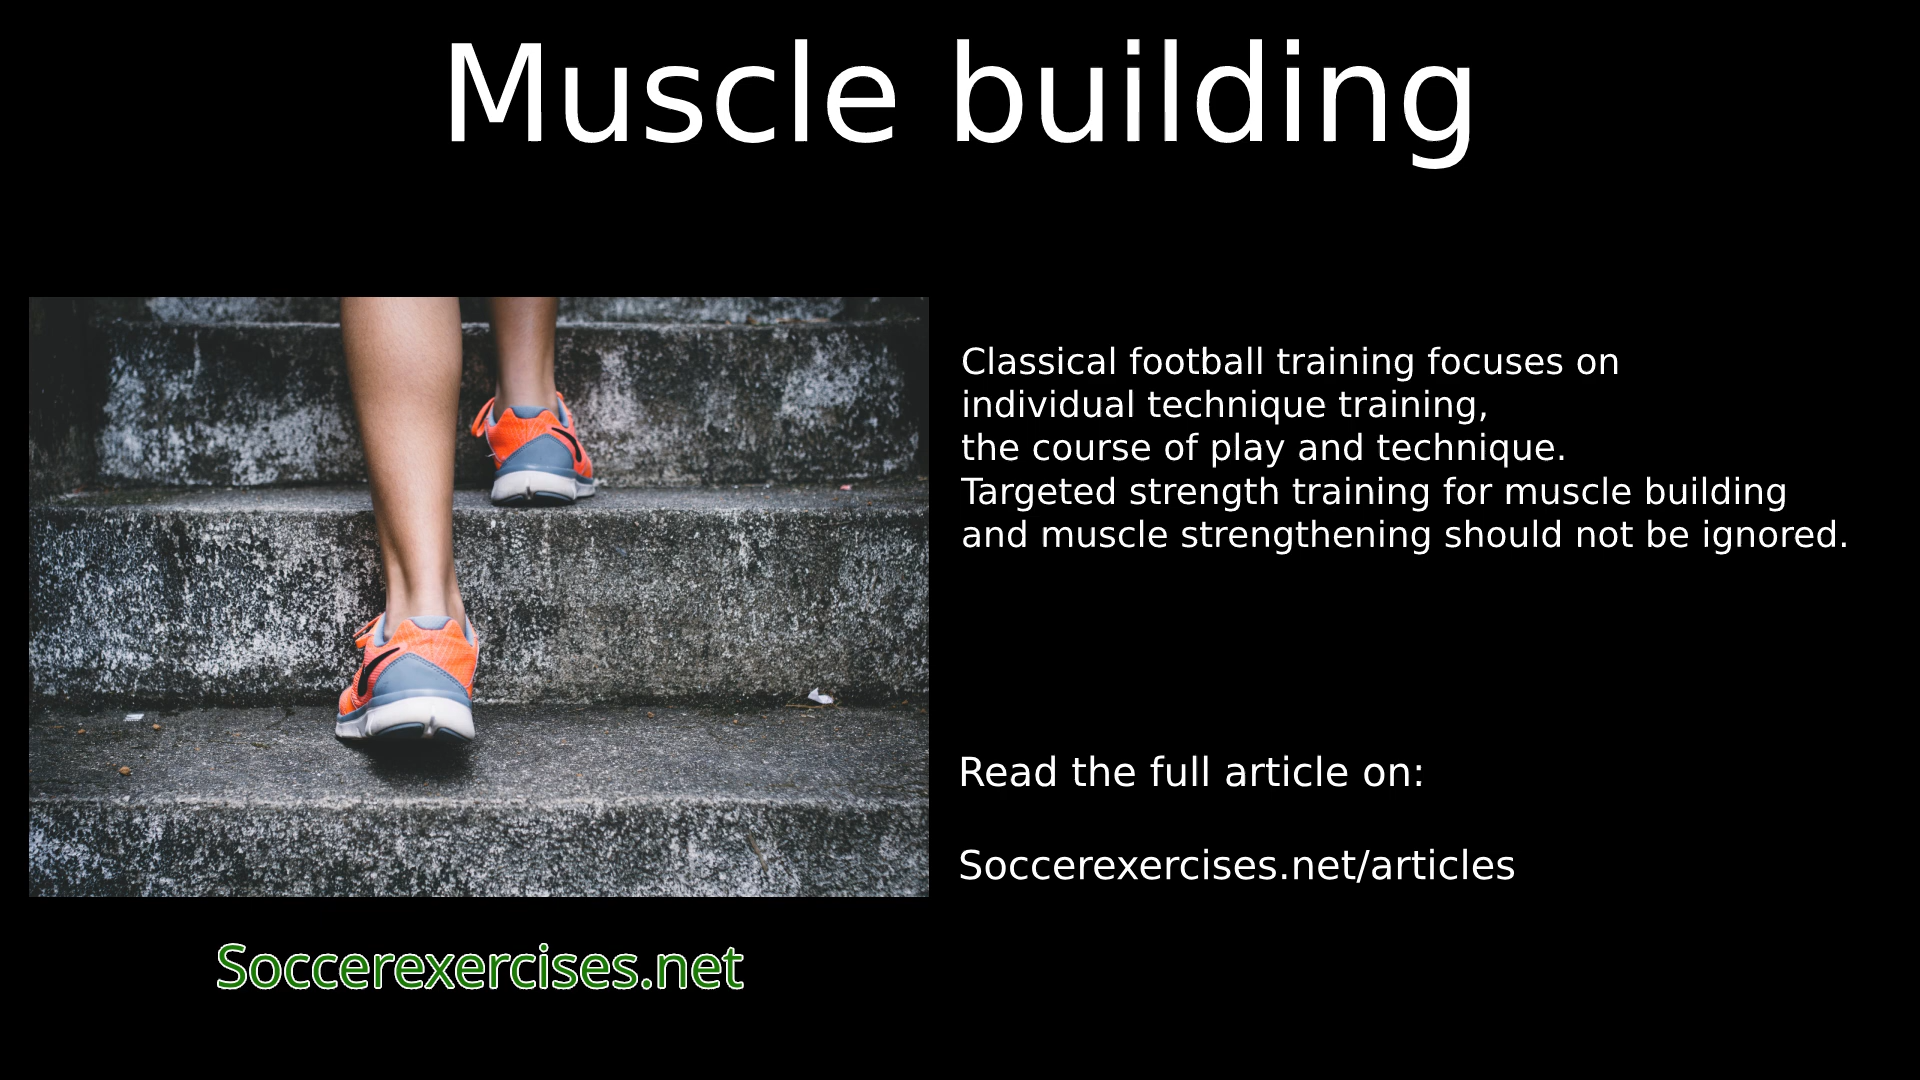 Muscle building
Classical football training focuses on
individual technique training,
the course of play and technique.
Targeted strength training for muscle building
and muscle strengthening should not be ignored.
Read the full article on:
Soccerexercises.net/articles
Soccerexercises.net